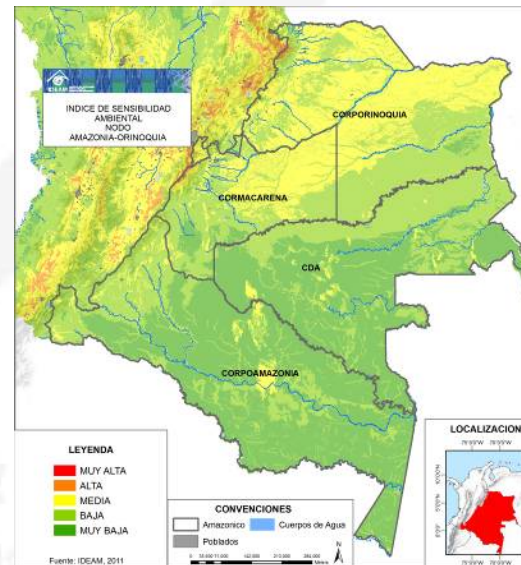 IDEAM
INDICE DE SENSIBILIDAD
AMBIENTAL
NODO
AMAZONIA-ORINOQUIA
CORPORINOQUIA
CORMACARENA
CDA
CORPOAMAZONIA
LEYENDA
MUY ALTA
ALTA
MEDIA
BAJA
MUY BAJA
Fuente: IDEAM, 2011
CONVENCIONES
Amazonico
Cuerpos de Agua
Poblados
N
LOCALIZACION